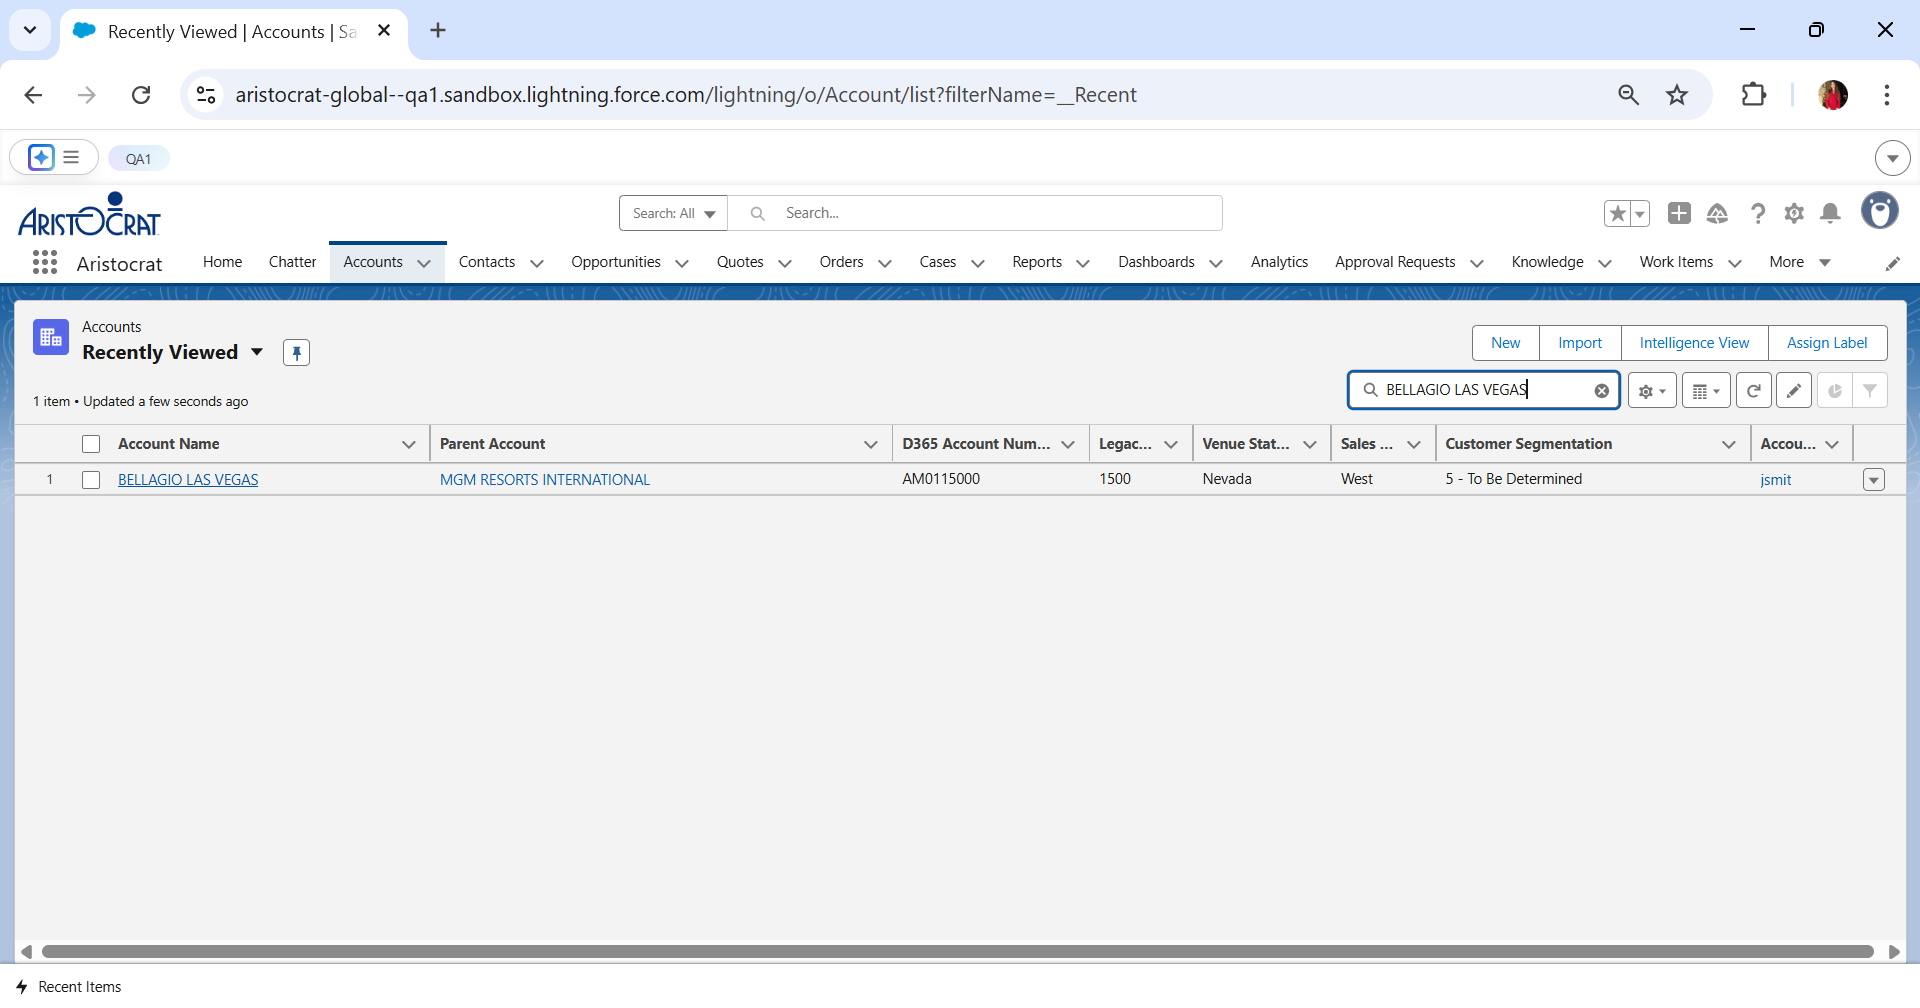 Recently Viewed | Accounts | Sa
aristocrat-global--qa1.sandbox.lightning.force.com/lightning/o/Account/list?filterName=__Recent
QA1
ARISTOCRAT
Search: All
Search...
Aristocrat
Home
Chatter
Accounts
Contacts
Opportunities
Quotes
Orders
Cases
Reports
Dashboards
Analytics
Approval Requests
Knowledge
Work Items
More
Accounts
Recently Viewed
New
Import
Intelligence View
Assign Label
1 item • Updated a few seconds ago
BELLAGIO LAS VEGAS
Account Name
Parent Account
D365 Account Num...
Legac...
Venue Stat...
Sales ...
Customer Segmentation
Accou...
1
BELLAGIO LAS VEGAS
MGM RESORTS INTERNATIONAL
AM0115000
1500
Nevada
West
5 - To Be Determined
jsmit
Recent Items